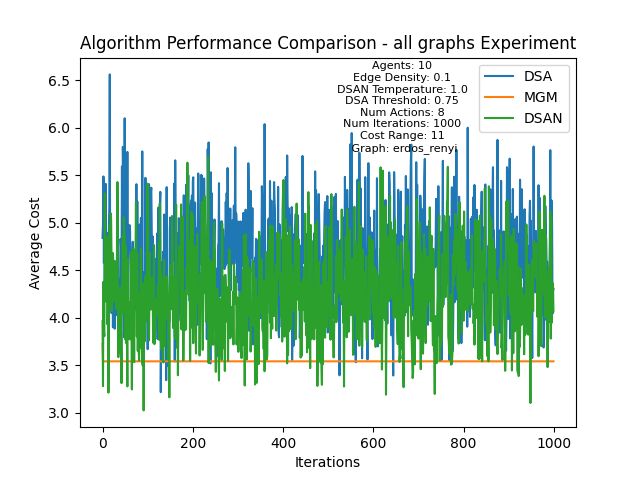 Algorithm Performance Comparison - all graphs Experiment
Agents: 10
Edge Density: 0.1
DSAN Temperature: 1.0
DSA Threshold: 0.75
Num Actions: 8
Num Iterations: 1000
Cost Range: 11
Graph: erdos_renyi
DSA
MGM
DSAN
Average Cost
6.5
6.0
5.5
5.0
4.5
4.0
3.5
3.0
0
200
400
600
800
1000
Iterations